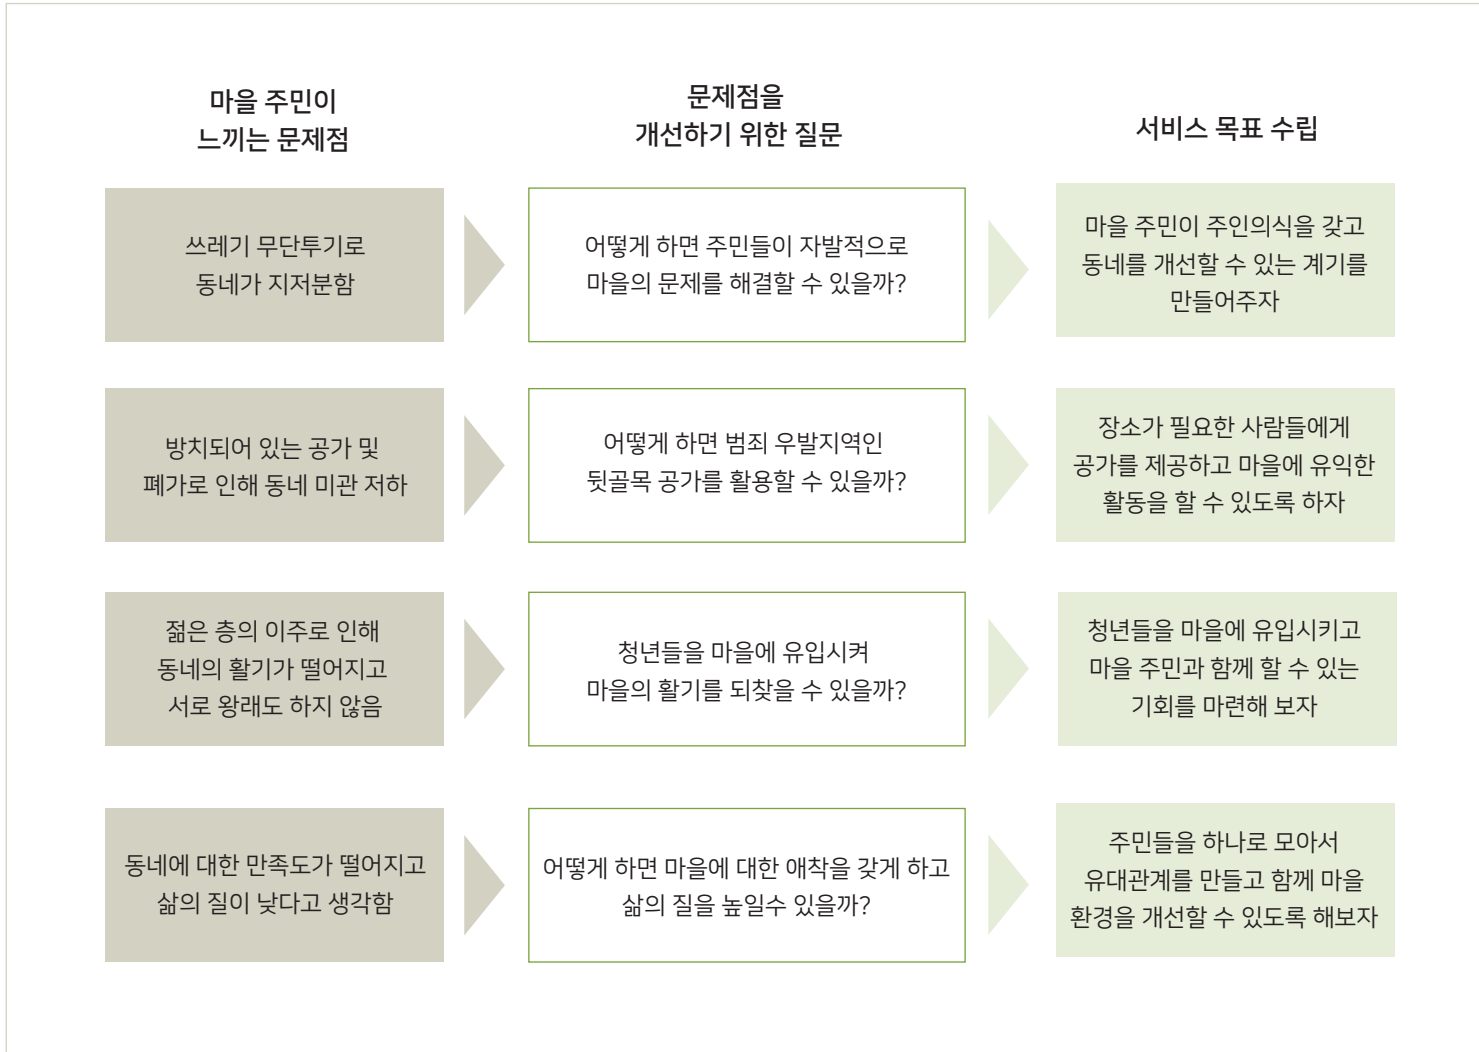 마을 주민이
느끼는 문제점
문제점을
개선하기 위한 질문
서비스 목표 수립
쓰레기 무단투기로
동네가 지저분함
어떻게 하면 주민들이 자발적으로
마을의 문제를 해결할 수 있을까?
마을 주민이 주인의식을 갖고
동네를 개선할 수 있는 계기를
만들어주자
방치되어 있는 공가 및
폐가로 인해 동네 미관 저하
어떻게 하면 범죄 우발지역인
뒷골목 공가를 활용할 수 있을까?
장소가 필요한 사람들에게
공가를 제공하고 마을에 유익한
활동을 할 수 있도록 하자
젊은 층의 이주로 인해
동네의 활기가 떨어지고
서로 왕래도 하지 않음
청년들을 마을에 유입시켜
마을의 활기를 되찾을 수 있을까?
청년들을 마을에 유입시키고
마을 주민과 함께 할 수 있는
기회를 마련해 보자
동네에 대한 만족도가 떨어지고
삶의 질이 낮다고 생각함
어떻게 하면 마을에 대한 애착을 갖게 하고
삶의 질을 높일수 있을까?
주민들을 하나로 모아서
유대관계를 만들고 함께 마을
환경을 개선할 수 있도록 해보자